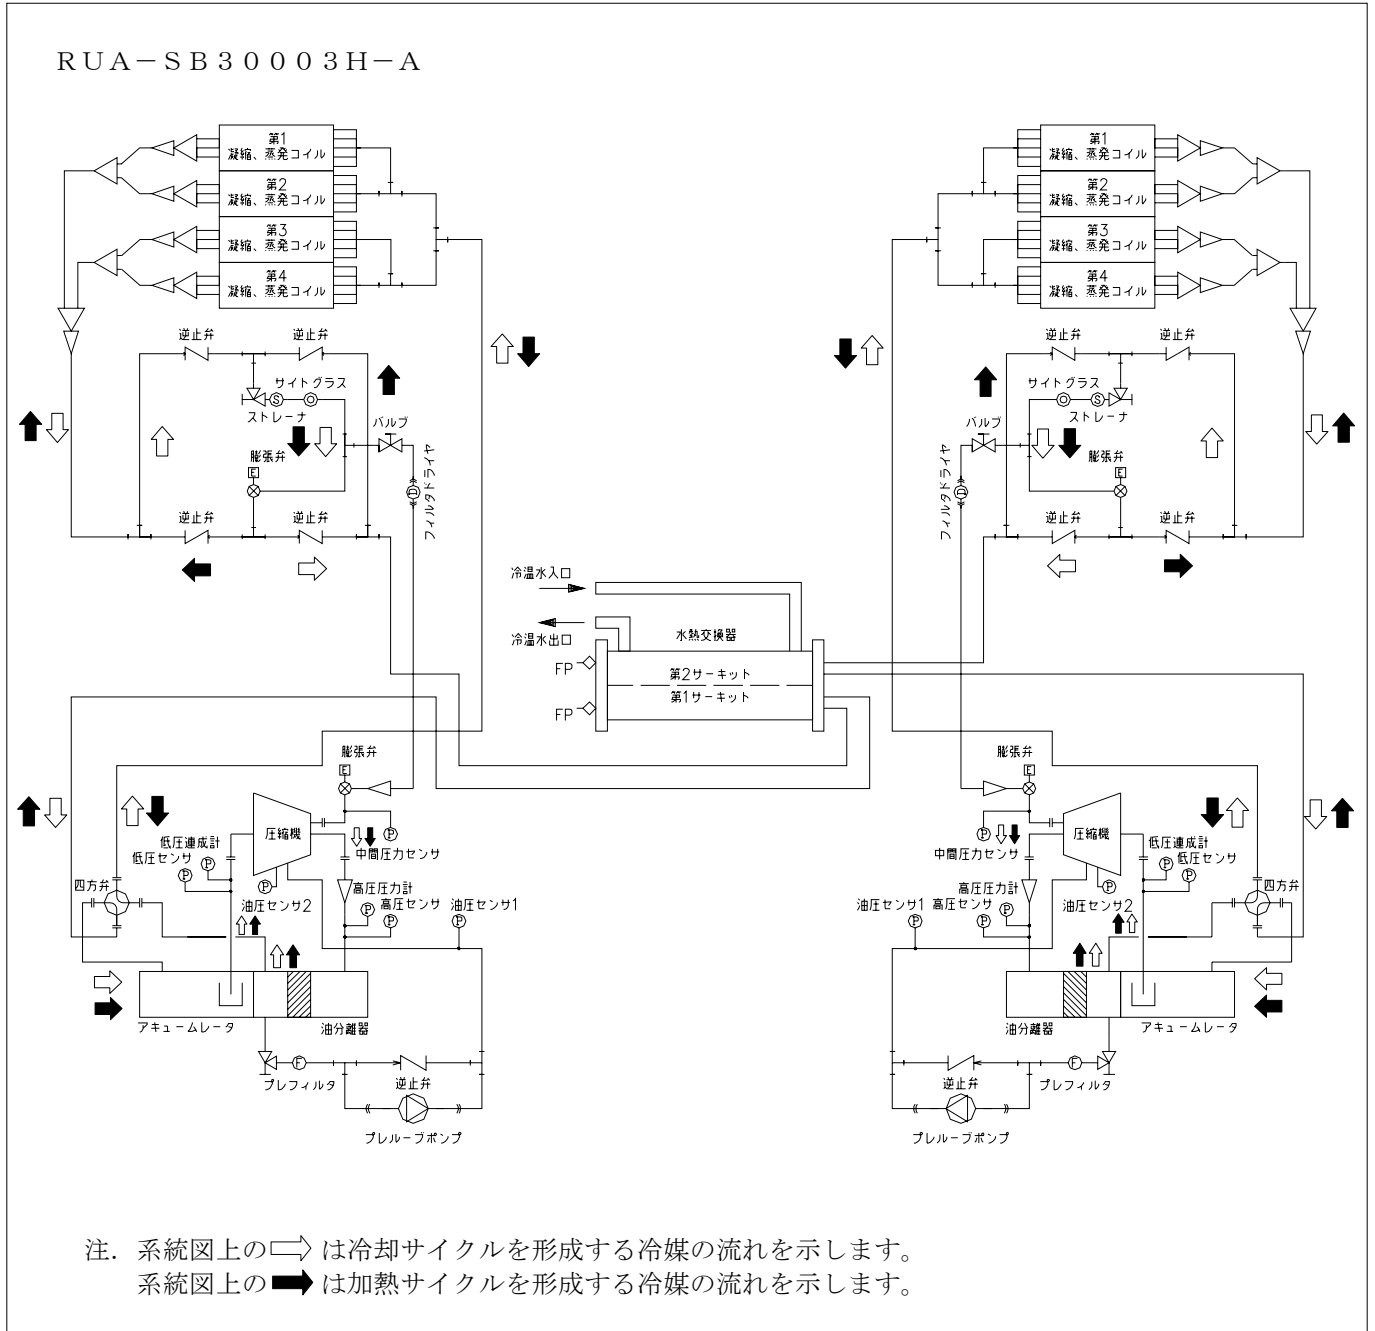 RUA－SB30003H－A
第1
凝縮、蒸発コイル
第2
凝縮、蒸発コイル
第3
凝縮、蒸発コイル
第4
凝縮、蒸発コイル
第1
凝縮、蒸発コイル
第2
凝縮、蒸発コイル
第3
凝縮、蒸発コイル
第4
凝縮、蒸発コイル
逆止弁
逆止弁
サイトグラス
S
ストレーナ
バルブ
膨張弁
E
フィルタドライヤ
D
逆止弁
逆止弁
逆止弁
逆止弁
サイトグラス
S
ストレーナ
バルブ
膨張弁
E
フィルタドライヤ
D
逆止弁
逆止弁
冷温水入口
冷温水出口
水熱交換器
FP
第2サーキット
第1サーキット
FP
膨張弁
E
圧縮機
P
中間圧力センサ
低圧連成計
低圧センサ
P
P
四方弁
P
油圧センサ2
高圧圧力計
高圧センサ
P
P
油圧センサ1
P
アキュームレータ
油分離器
F
プレフィルタ
逆止弁
プレルーブポンプ
膨張弁
E
圧縮機
P
中間圧力センサ
低圧連成計
低圧センサ
P
P
四方弁
P
油圧センサ2
高圧圧力計
高圧センサ
P
P
油圧センサ1
P
油分離器
アキュームレータ
F
プレフィルタ
逆止弁
プレルーブポンプ
注．系統図上の⇨は冷却サイクルを形成する冷媒の流れを示します。
系統図上の➡は加熱サイクルを形成する冷媒の流れを示します。